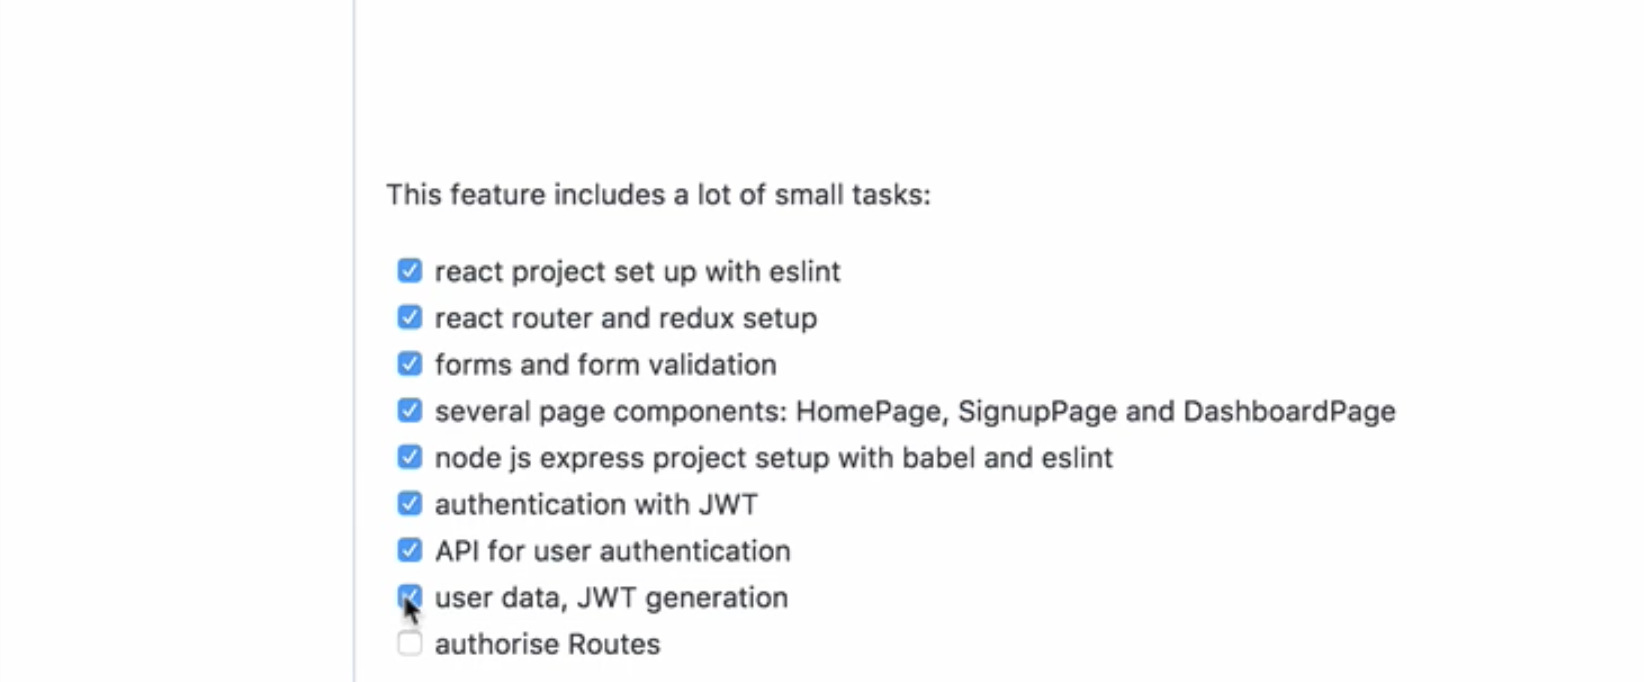 This feature includes a lot of small tasks:
react project set up with eslint
react router and redux setup
forms and form validation
several page components: HomePage, SignupPage and DashboardPage
node js express project setup with babel and eslint
authentication with JWT
API for user authentication
user data, JWT generation
authorise Routes